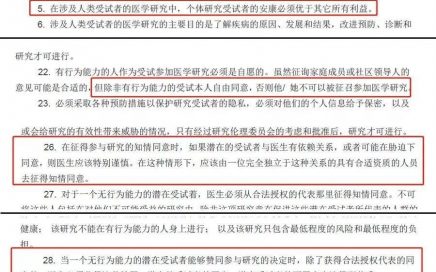 5. 在涉及人类受试者的医学研究中，个体研究受试者的安康必须优于其它所有利益。
6. 在涉及人类受试者的医学研究的主要目的是了解疾病的原因、发展和结果，改进预防、诊断和
研究才可进行。
22. 有行为能力的人作为受试参加医学研究必须是自愿的。虽然征询家庭成员或社区领导人的
意见可能是合适的，但除非有行为能力的受试本人自由同意，否则他/她不可以被征召参加医学研究。
23. 必须采取各种预防措施以保护研究受试者的隐私，必须对他们的个人信息给予保密，以及
或会给研究的有效性带来威胁的情况，只有经过研究伦理委员会的考虑和批准后，研究才可进行。
26. 在征得参与研究的知情同意时，如果潜在的受试者与医生有依赖关系，或者可能在胁迫下
同意，则医生应该特别谨慎。在这种情形下，应该由一位完全独立于这种关系的具有合适资质的人员
去征得知情同意。
27. 对于一个无行为能力的潜在受试者，医生必须从合法授权的代表那里征得知情同意。不可
健康；该研究不能在有行为能力的人身上进行；以及该研究只包含最低程度的风险和最低程度的负
担。
28. 当一个无行为能力的潜在受试者能够赞同参与研究的决定时，除了获得合法授权代表的同